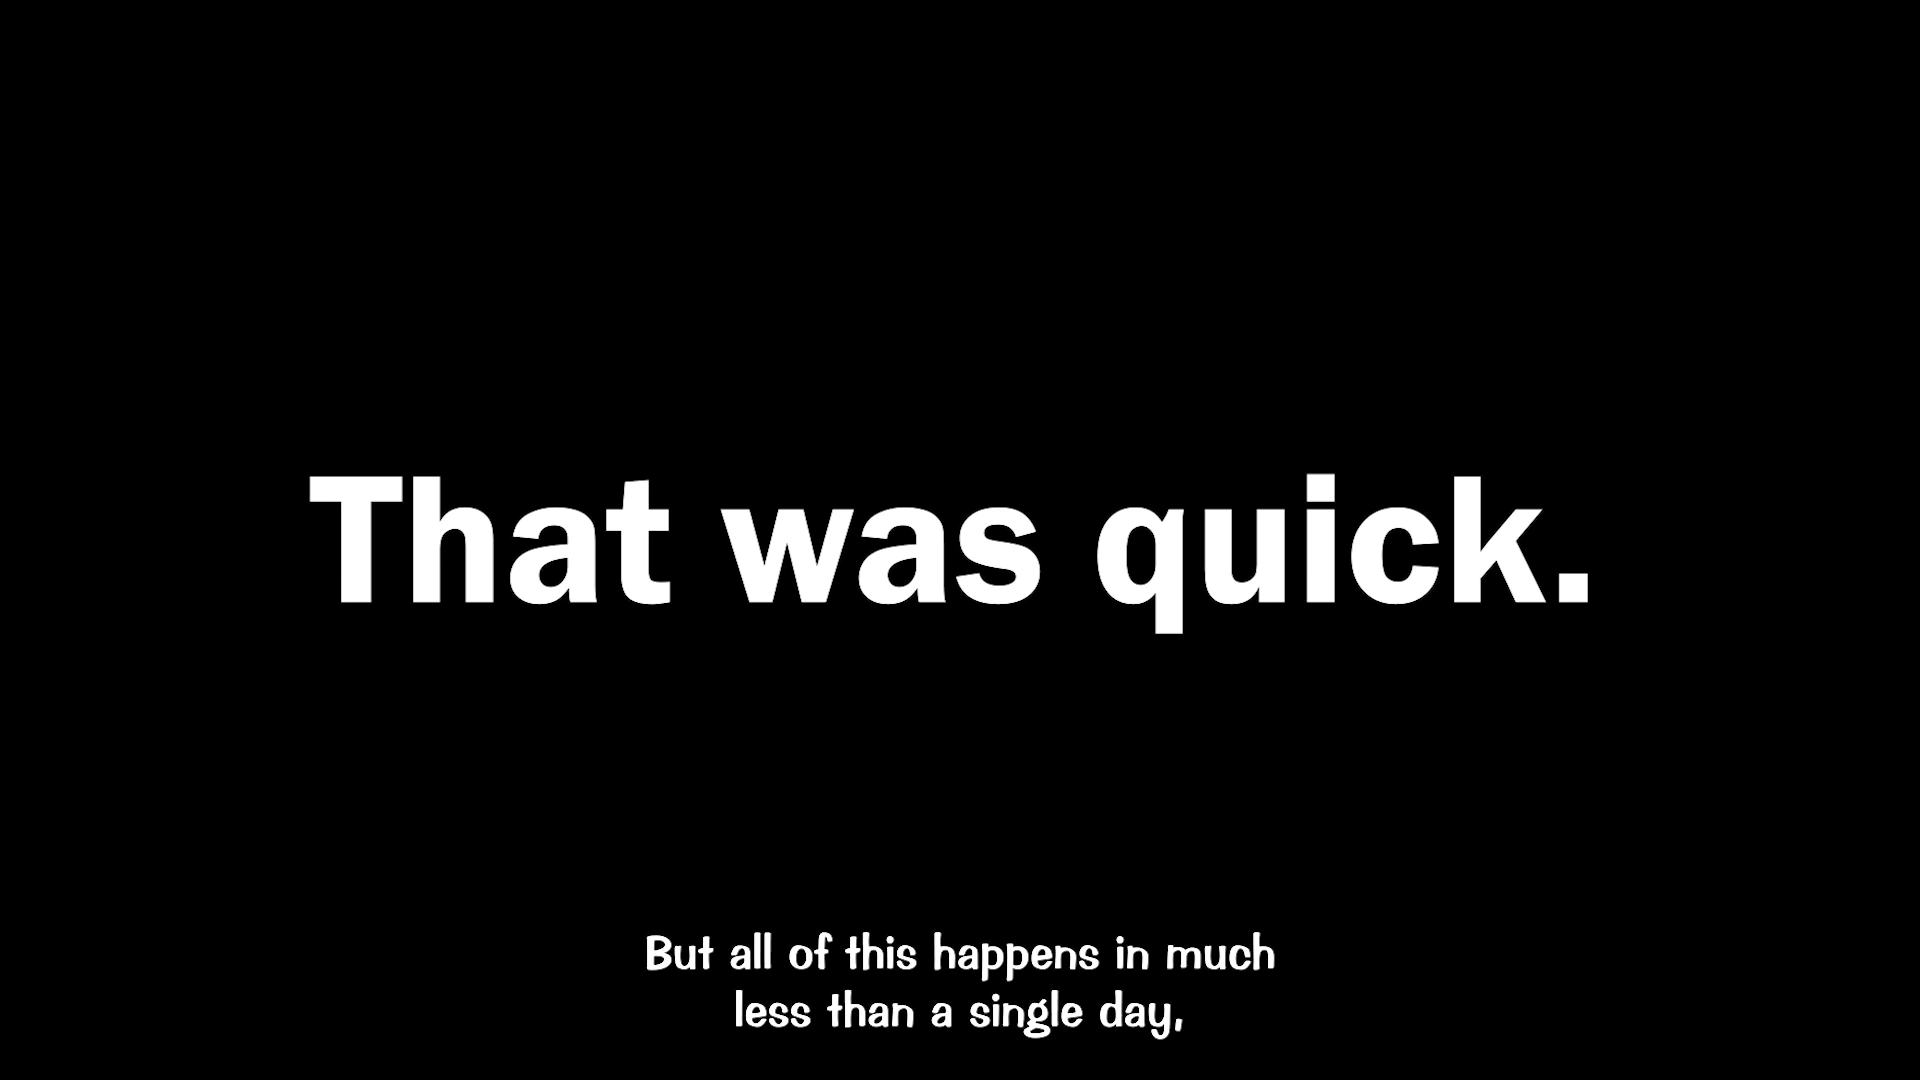 That was quick.
But all of this happens in much
less than a single day,